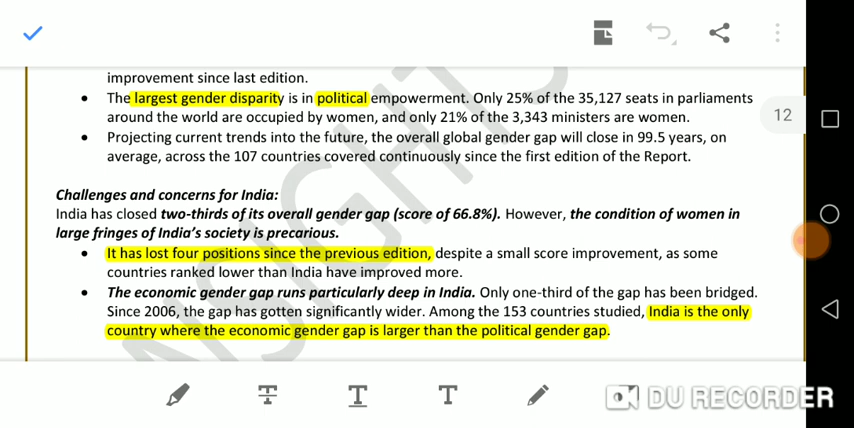 improvement since last edition.
• The largest gender disparity is in political empowerment. Only 25% of the 35,127 seats in parliaments
around the world are occupied by women, and only 21% of the 3,343 ministers are women.
12
• Projecting current trends into the future, the overall global gender gap will close in 99.5 years, on
average, across the 107 countries covered continuously since the first edition of the Report.
Challenges and concerns for India:
India has closed two-thirds of its overall gender gap (score of 66.8%). However, the condition of women in
large fringes of India’s society is precarious.
• It has lost four positions since the previous edition, despite a small score improvement, as some
countries ranked lower than India have improved more.
• The economic gender gap runs particularly deep in India. Only one-third of the gap has been bridged.
Since 2006, the gap has gotten significantly wider. Among the 153 countries studied, India is the only
country where the economic gender gap is larger than the political gender gap.
INSIGHTS
T T T
DU RECORDER